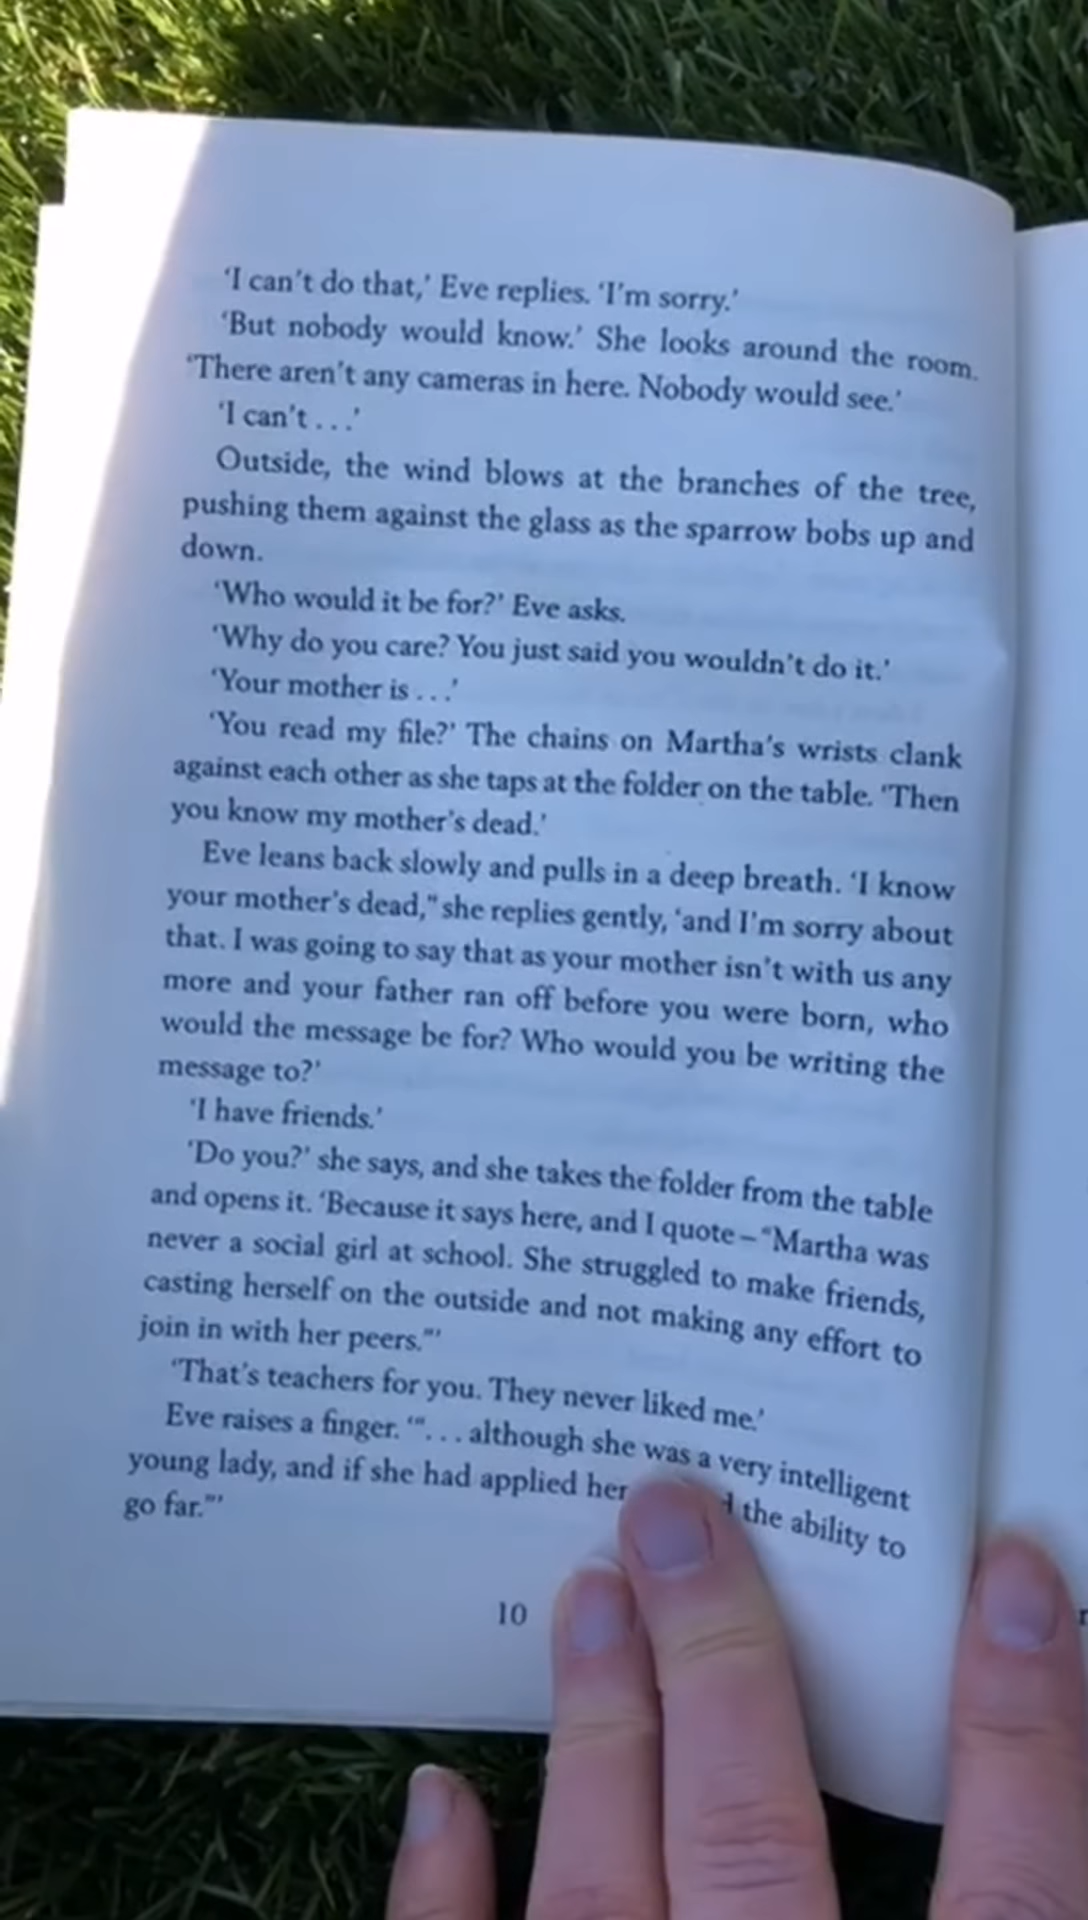 ‘I can’t do that,’ Eve replies. ‘I’m sorry.’
‘But nobody would know.’ She looks around the room.
‘There aren’t any cameras in here. Nobody would see.’
‘I can’t . . .’
Outside, the wind blows at the branches of the tree,
pushing them against the glass as the sparrow bobs up and
down.
‘Who would it be for?’ Eve asks.
‘Why do you care? You just said you wouldn’t do it.’
‘Your mother is . . .’
‘You read my file?’ The chains on Martha’s wrists clank
against each other as she taps at the folder on the table. ‘Then
you know my mother’s dead.’
Eve leans back slowly and pulls in a deep breath. ‘I know
your mother’s dead,” she replies gently, ‘and I’m sorry about
that. I was going to say that as your mother isn’t with us any
more and your father ran off before you were born, who
would the message be for? Who would you be writing the
message to?’
‘I have friends.’
‘Do you?’ she says, and she takes the folder from the table
and opens it. ‘Because it says here, and I quote – “Martha was
never a social girl at school. She struggled to make friends,
casting herself on the outside and not making any effort to
join in with her peers.”’
‘That’s teachers for you. They never liked me.’
Eve raises a finger. ‘“. . . although she was a very intelligent
young lady, and if she had applied her the ability to
go far.”’
10